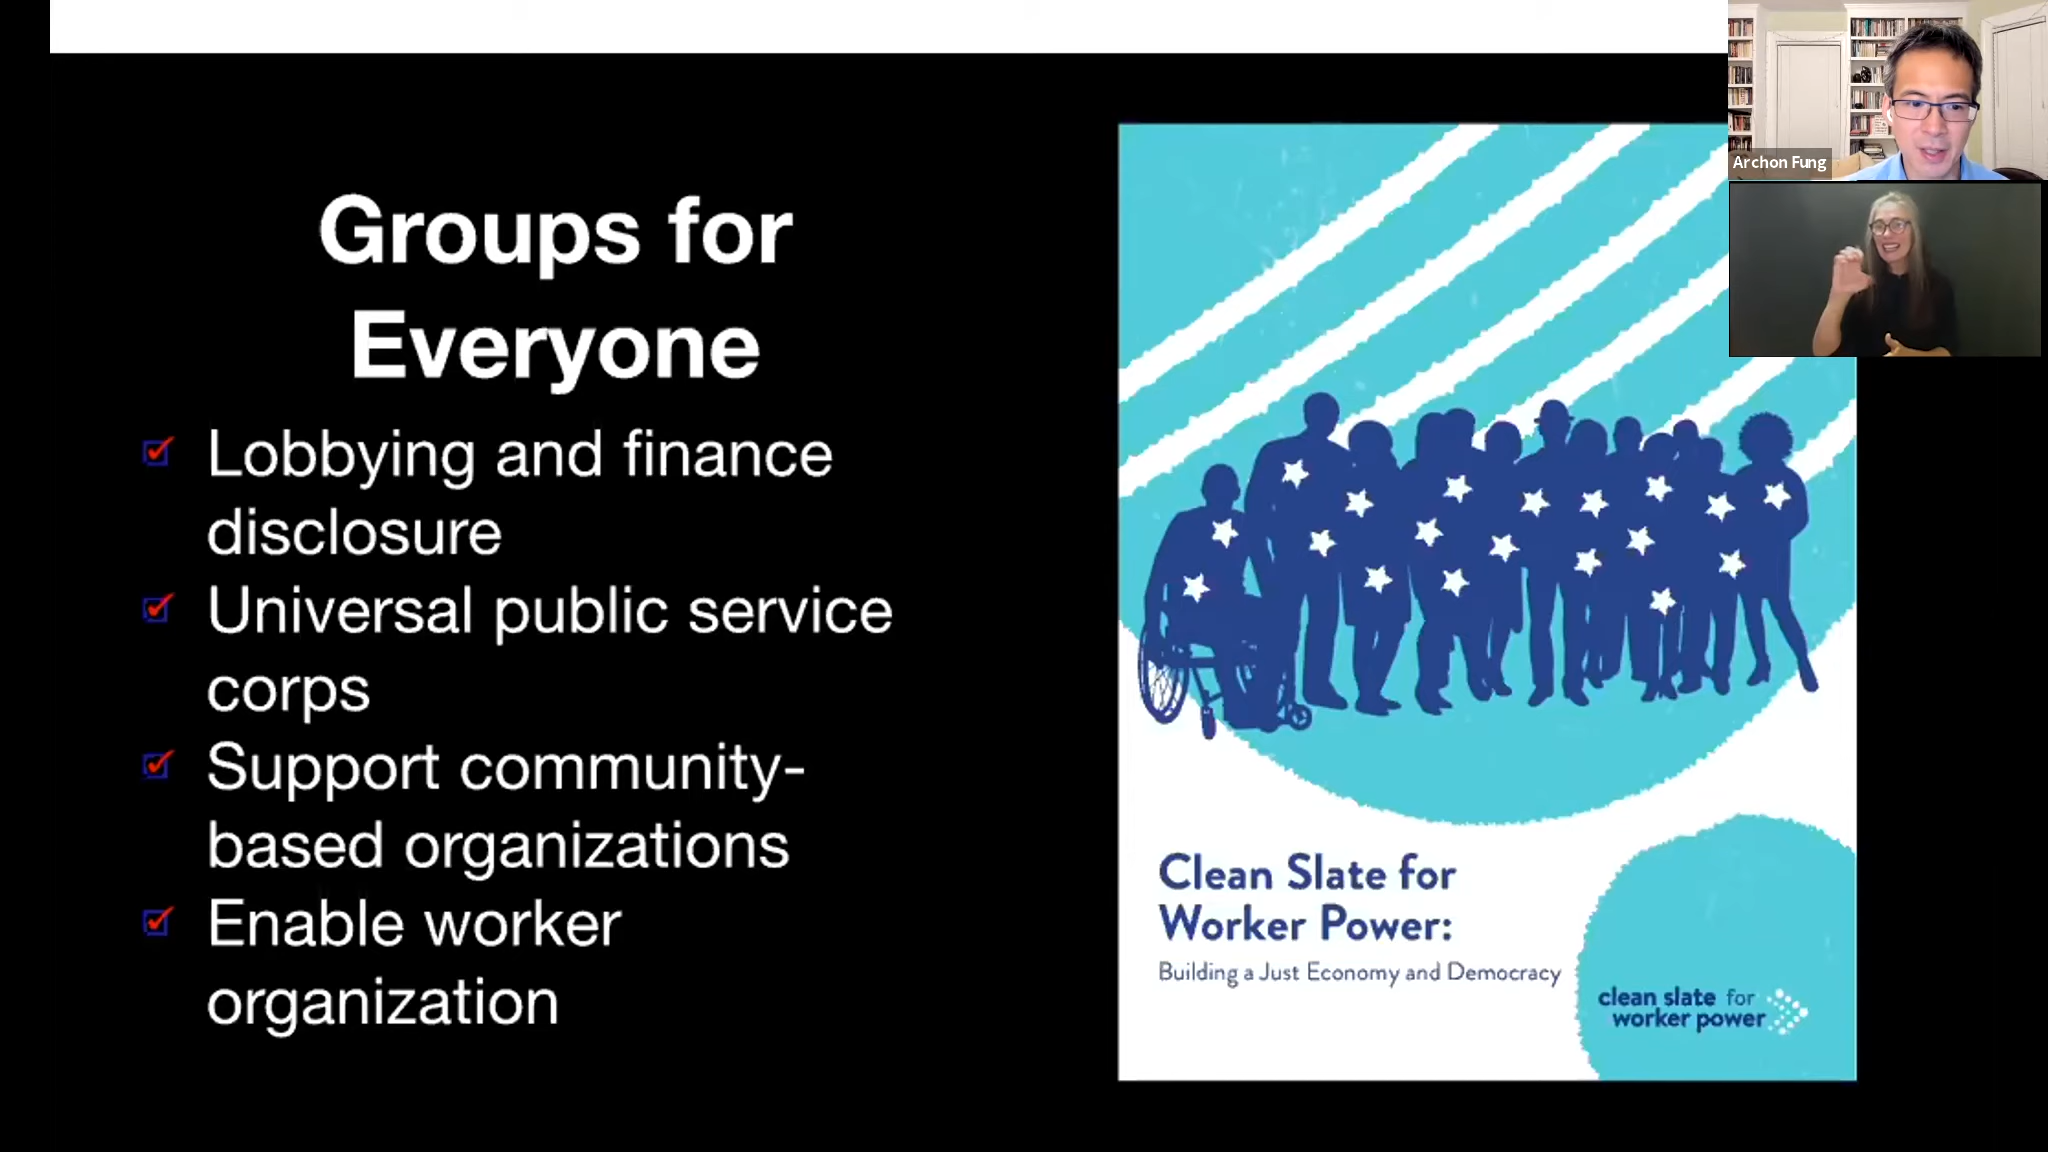 Groups for
Everyone
Lobbying and finance
disclosure
Universal public service
corps
Support community-
based organizations
Enable worker
organization
Clean Slate for
Worker Power:
Building a Just Economy and Democracy
clean slate for
worker power
Archon Fung